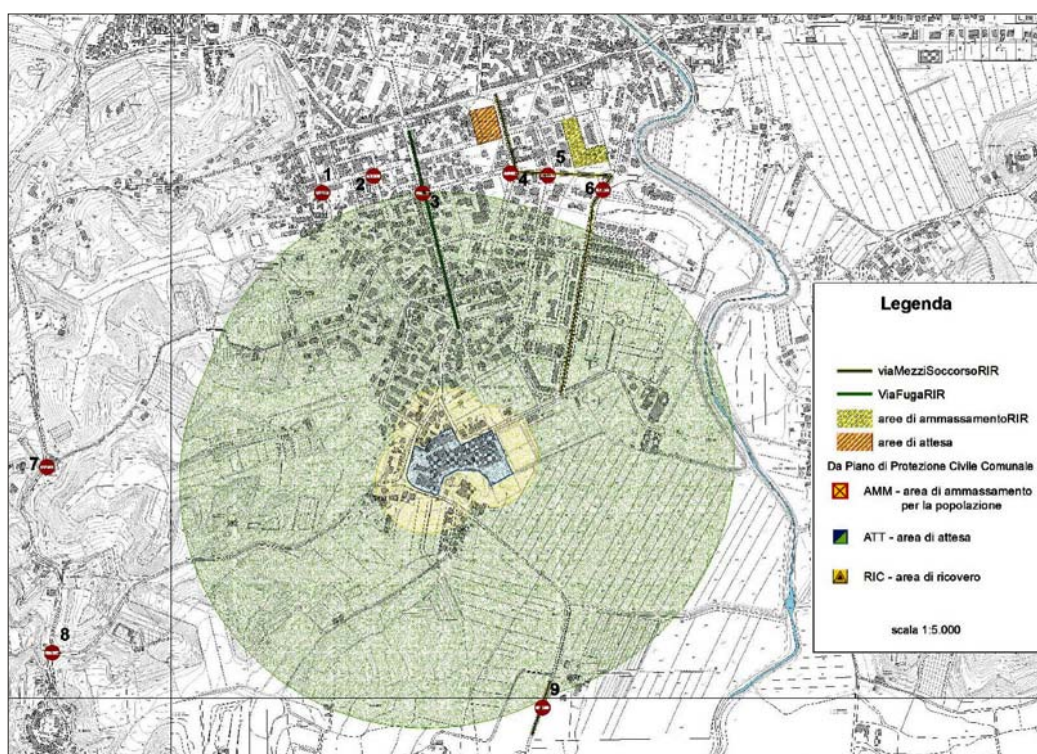 1
2
3
4
5
6
7
8
9
Legenda
viaMezziSoccorsoRIR
ViaFugaRIR
aree di ammassamentoRIR
aree di attesa
Da Piano di Protezione Civile Comunale
AMM - area di ammassamento
per la popolazione
ATT - area di attesa
RIC - area di ricovero
scala 1:5.000